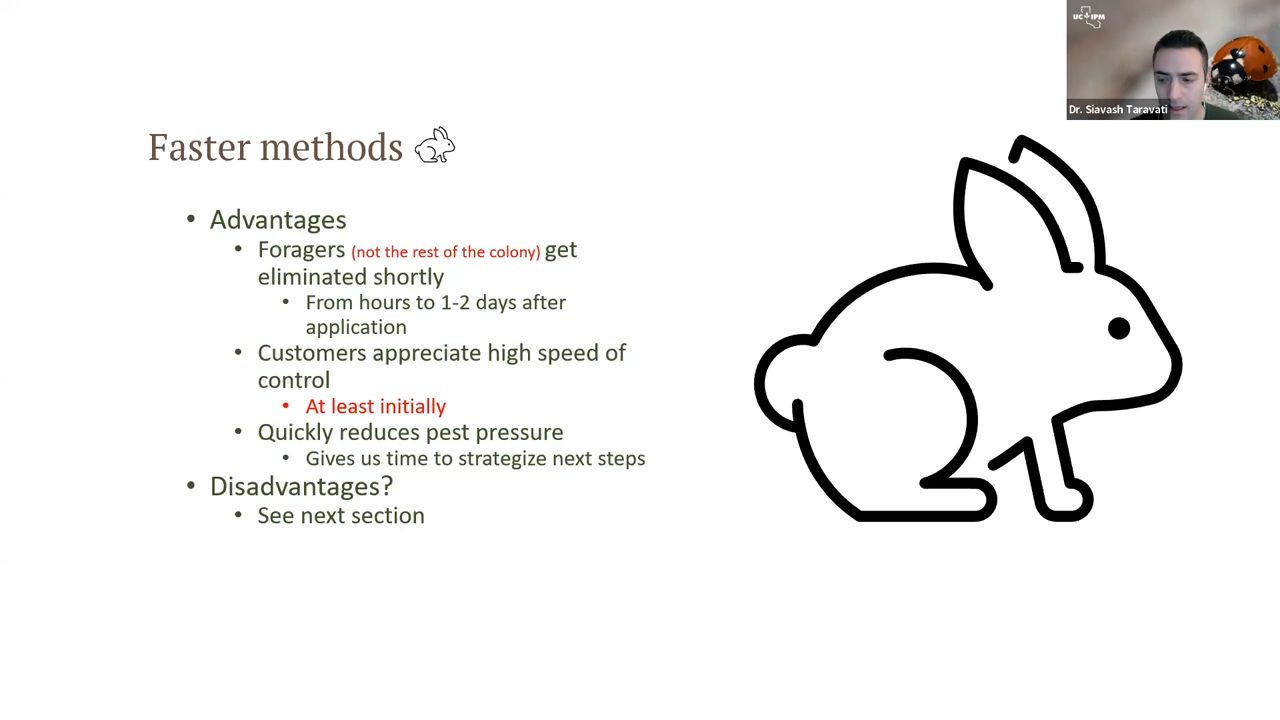 UC IPM
Dr. Siavash Taravati
Faster methods
• Advantages
• Foragers (not the rest of the colony) get
eliminated shortly
• From hours to 1-2 days after
application
• Customers appreciate high speed of
control
• At least initially
• Quickly reduces pest pressure
• Gives us time to strategize next steps
• Disadvantages?
• See next section